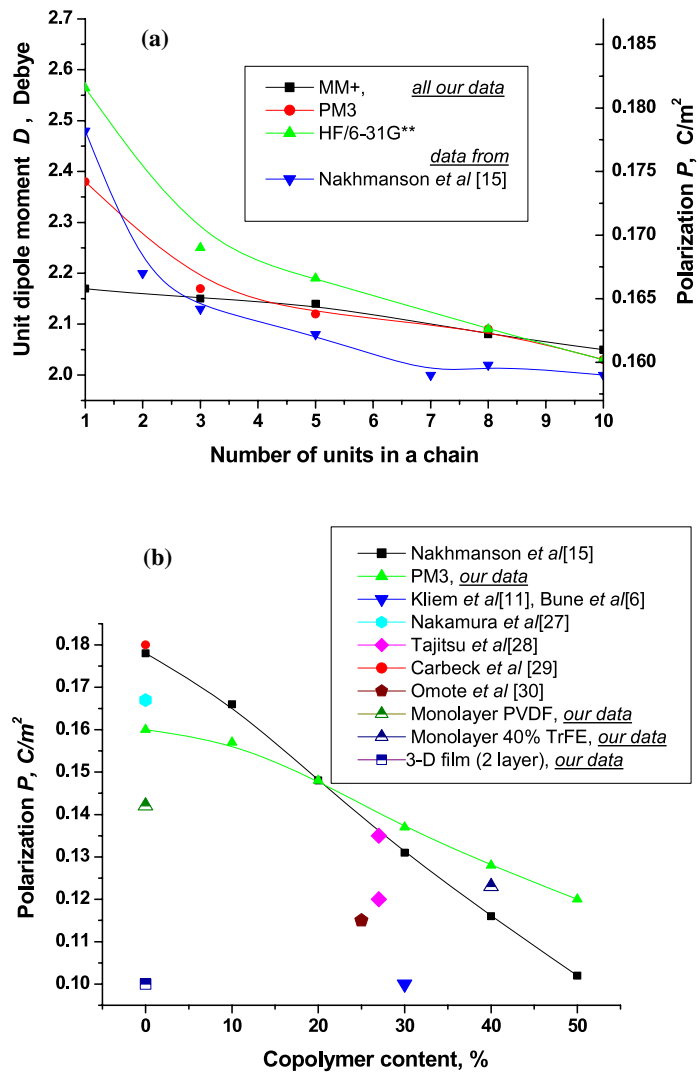 (a)
MM+, all our data
PM3
HF/6-31G**
data from
Nakhmanson et al [15]
Unit dipole moment D , Debye
2.7
2.6
2.5
2.4
2.3
2.2
2.1
2.0
Polarization P, C/m²
0.185
0.180
0.175
0.170
0.165
0.160
1 2 3 4 5 6 7 8 9 10
Number of units in a chain
(b)
Nakhmanson et al[15]
PM3, our data
Kliem et al[11], Bune et al[6]
Nakamura et al[27]
Tajitsu et al[28]
Carbeck et al [29]
Omote et al [30]
Monolayer PVDF, our data
Monolayer 40% TrFE, our data
3-D film (2 layer), our data
Polarization P, C/m²
0.18
0.17
0.16
0.15
0.14
0.13
0.12
0.11
0.10
0 10 20 30 40 50
Copolymer content, %